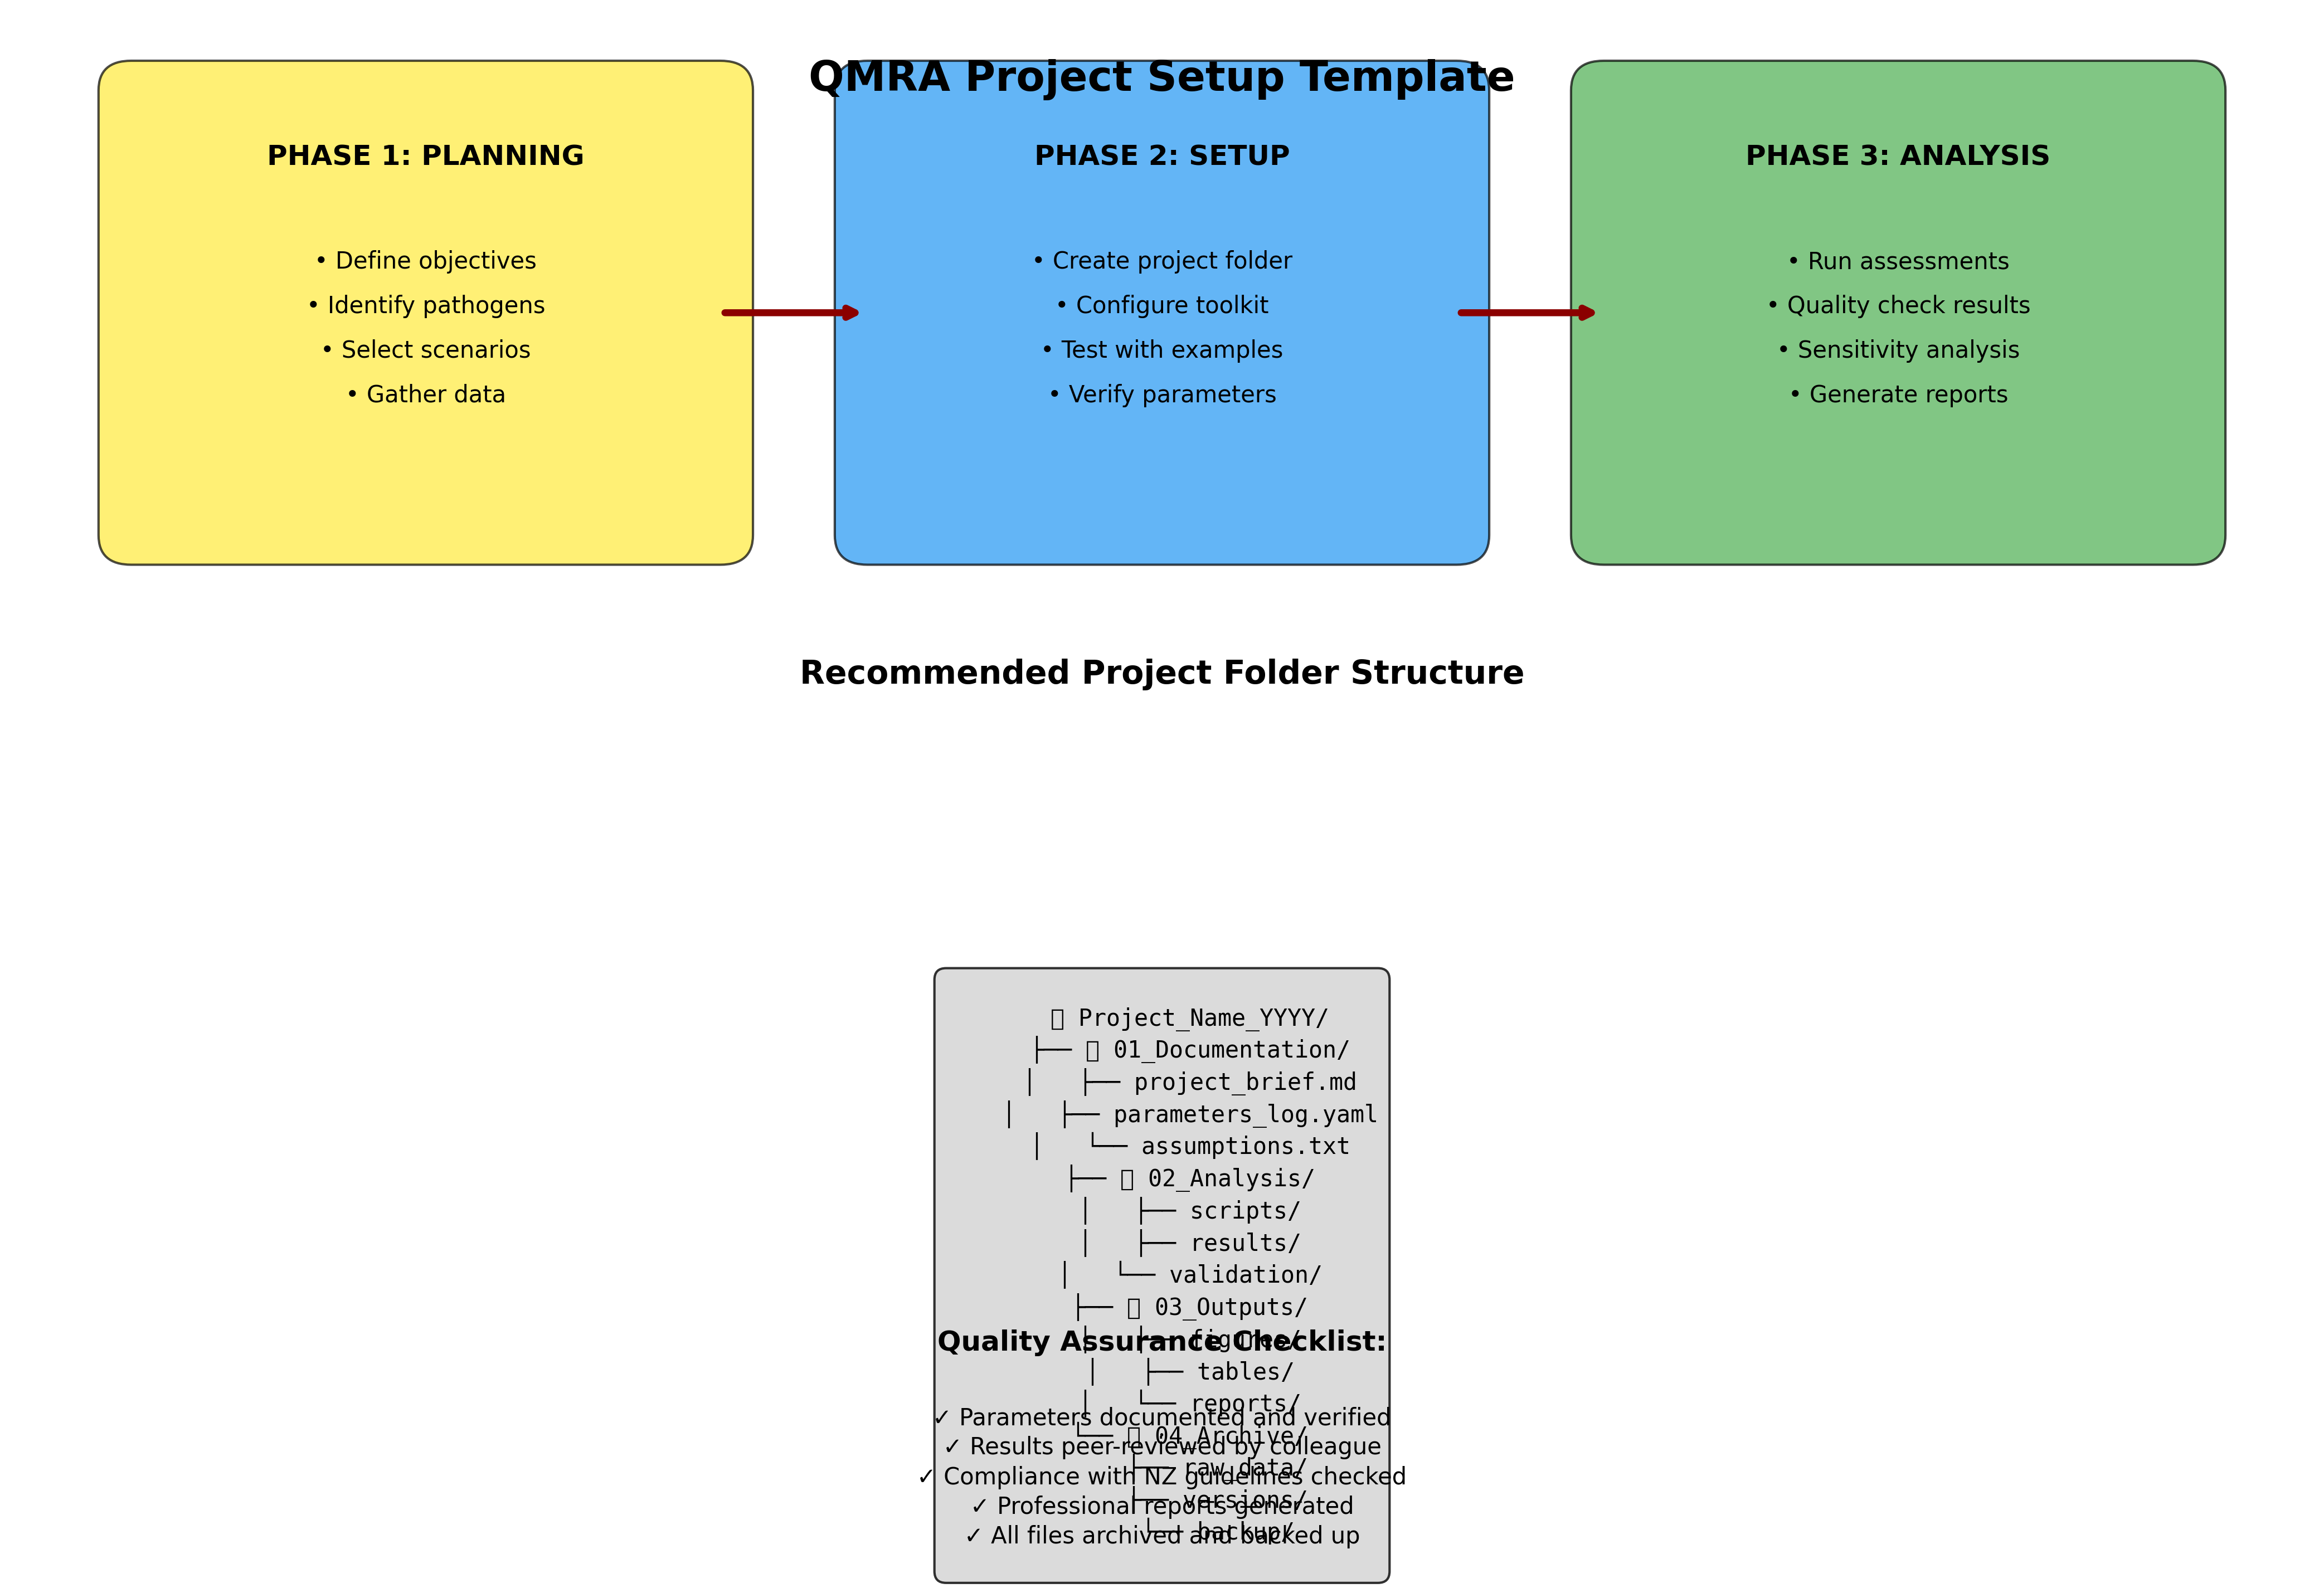 QMRA Project Setup Template
PHASE 1: PLANNING
• Define objectives
• Identify pathogens
• Select scenarios
• Gather data
PHASE 2: SETUP
• Create project folder
• Configure toolkit
• Test with examples
• Verify parameters
PHASE 3: ANALYSIS
• Run assessments
• Quality check results
• Sensitivity analysis
• Generate reports
Recommended Project Folder Structure
Project_Name_YYYY/
├── 01_Documentation/
│   ├── project_brief.md
│   ├── parameters_log.yaml
│   └── assumptions.txt
├── 02_Analysis/
│   ├── scripts/
│   ├── results/
│   └── validation/
├── 03_Outputs/
│   ├── figures/
│   ├── tables/
│   └── reports/
└── 04_Archive/
├── raw_data/
├── versions/
└── backup/
Quality Assurance Checklist:
✓ Parameters documented and verified
✓ Results peer-reviewed by colleague
✓ Compliance with NZ guidelines checked
✓ Professional reports generated
✓ All files archived and backed up